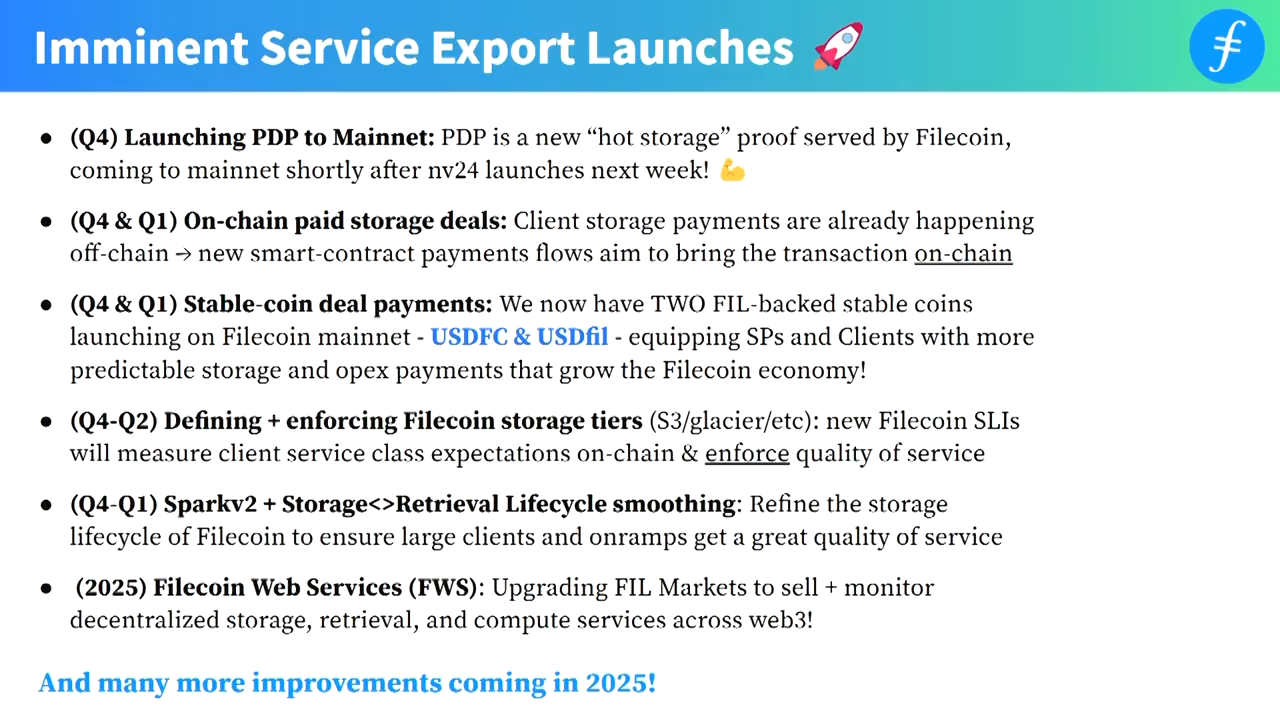 Imminent Service Export Launches 🚀
● (Q4) Launching PDP to Mainnet: PDP is a new “hot storage” proof served by Filecoin,
coming to mainnet shortly after nv24 launches next week! 💪
● (Q4 & Q1) On-chain paid storage deals: Client storage payments are already happening
off-chain → new smart-contract payments flows aim to bring the transaction on-chain
● (Q4 & Q1) Stable-coin deal payments: We now have TWO FIL-backed stable coins
launching on Filecoin mainnet - USDFC & USDfil - equipping SPs and Clients with more
predictable storage and opex payments that grow the Filecoin economy!
● (Q4-Q2) Defining + enforcing Filecoin storage tiers (S3/glacier/etc): new Filecoin SLIs
will measure client service class expectations on-chain & enforce quality of service
● (Q4-Q1) Sparkv2 + Storage<>Retrieval Lifecycle smoothing: Refine the storage
lifecycle of Filecoin to ensure large clients and onramps get a great quality of service
● (2025) Filecoin Web Services (FWS): Upgrading FIL Markets to sell + monitor
decentralized storage, retrieval, and compute services across web3!
And many more improvements coming in 2025!